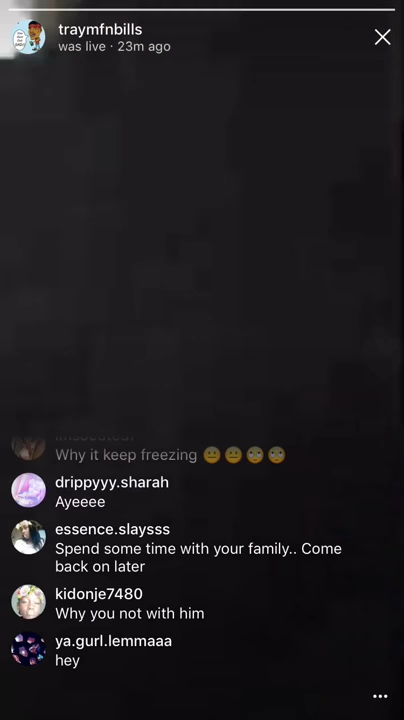 traymfnbills
was live · 23m ago
Why it keep freezing 😐😐🙄🙄
drippyyy.sharah
Ayeeee
essence.slaysss
Spend some time with your family.. Come
back on later
kidonje7480
Why you not with him
ya.gurl.lemmaaa
hey